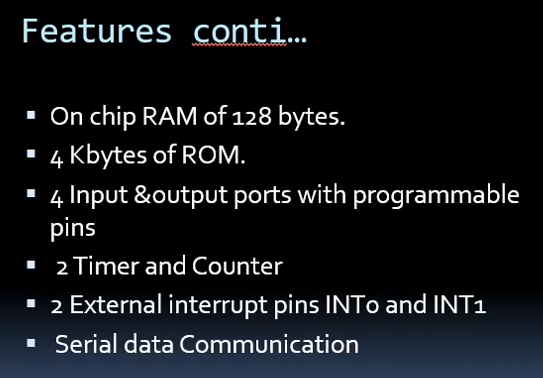 Features conti…
▪ On chip RAM of 128 bytes.
▪ 4 Kbytes of ROM.
▪ 4 Input &output ports with programmable
pins
▪ 2 Timer and Counter
▪ 2 External interrupt pins INT0 and INT1
▪ Serial data Communication